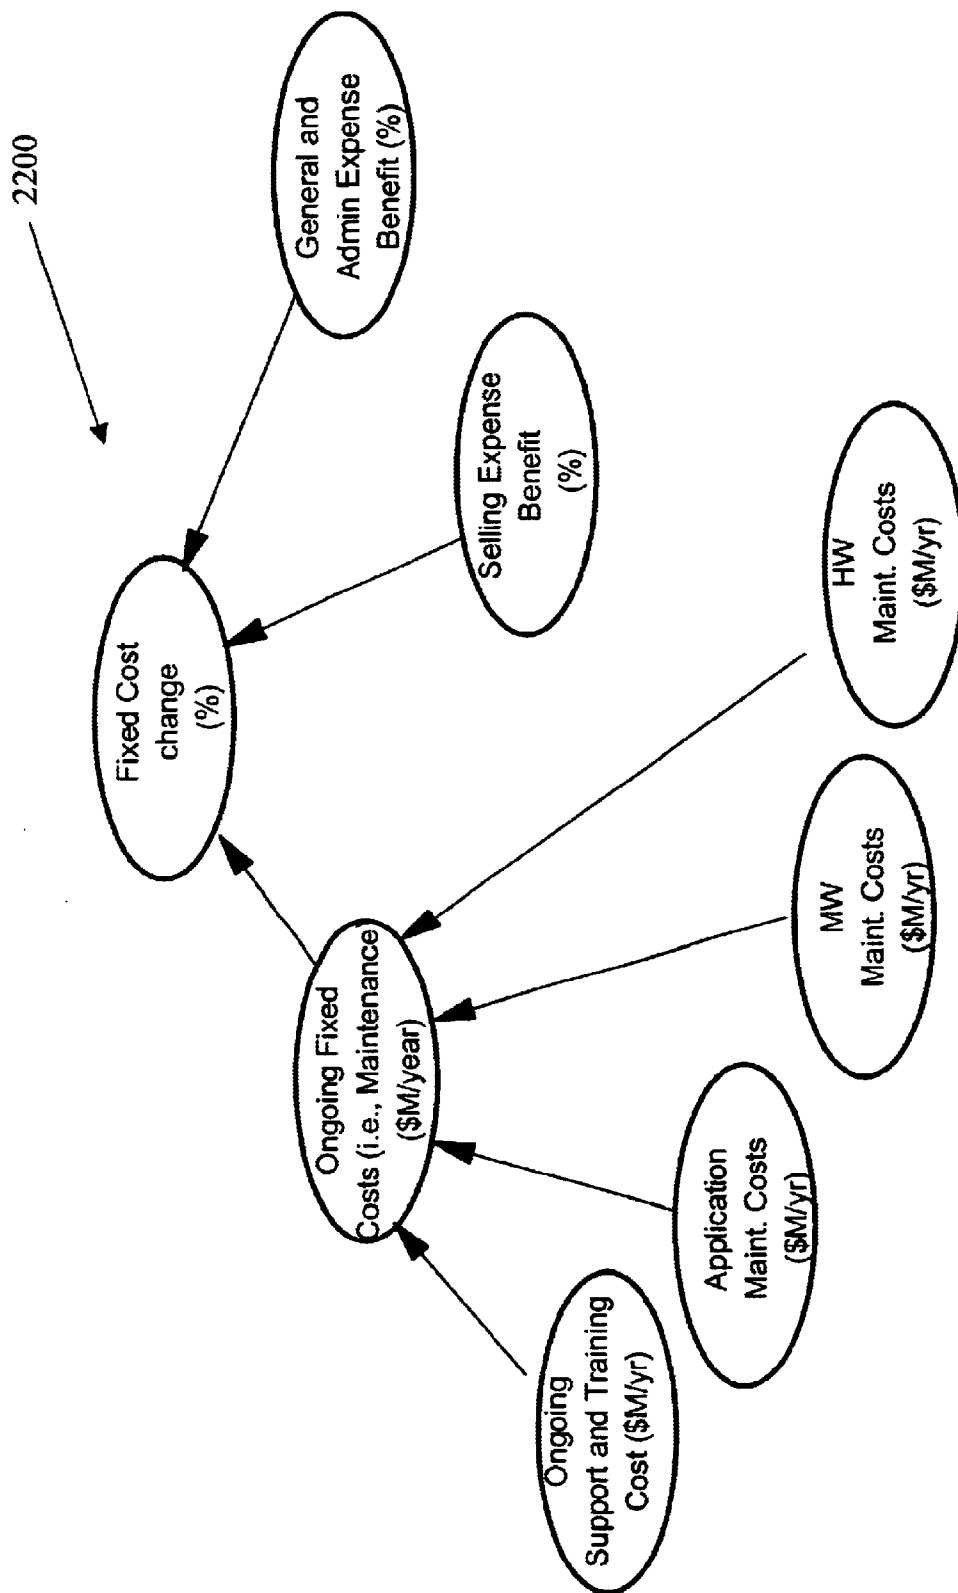 2200
Fixed Cost
change
(%)
General and
Admin Expense
Benefit (%)
Selling Expense
Benefit
(%)
Ongoing Fixed
Costs (i.e., Maintenance
($M/year)
Ongoing
Support and Training
Cost ($M/yr)
Application
Maint. Costs
($M/yr)
MW
Maint. Costs
($M/yr)
HW
Maint. Costs
($M/yr)